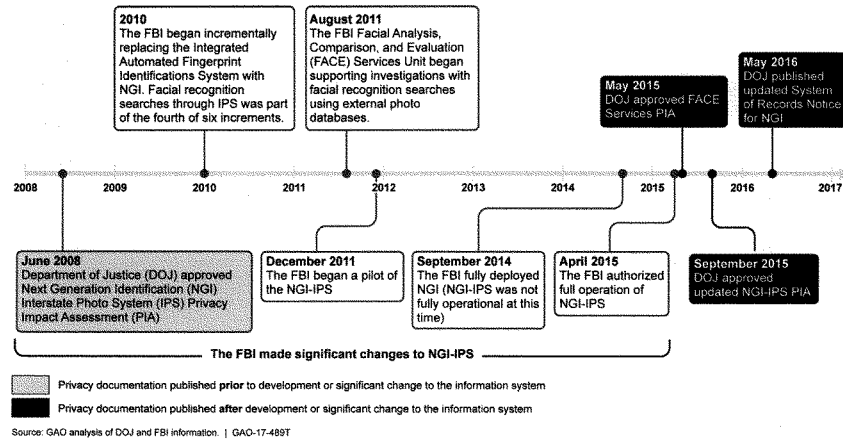 2010
The FBI began incrementally
replacing the Integrated
Automated Fingerprint
Identifications System with
NGI. Facial recognition
searches through IPS was part
of the fourth of six increments.
August 2011
The FBI Facial Analysis,
Comparison, and Evaluation
(FACE) Services Unit began
supporting investigations with
facial recognition searches
using external photo
databases.
May 2015
DOJ approved FACE
Services PIA
May 2016
DOJ published
updated System
of Records Notice
for NGI
2008 2009 2010 2011 2012 2013 2014 2015 2016 2017
June 2008
Department of Justice (DOJ) approved
Next Generation Identification (NGI)
Interstate Photo System (IPS) Privacy
Impact Assessment (PIA)
December 2011
The FBI began a pilot of
the NGI-IPS
September 2014
The FBI fully deployed
NGI (NGI-IPS was not
fully operational at this
time)
April 2015
The FBI authorized
full operation of
NGI-IPS
September 2015
DOJ approved
updated NGI-IPS PIA
The FBI made significant changes to NGI-IPS
Privacy documentation published prior to development or significant change to the information system
Privacy documentation published after development or significant change to the information system
Source: GAO analysis of DOJ and FBI information. | GAO-17-489T